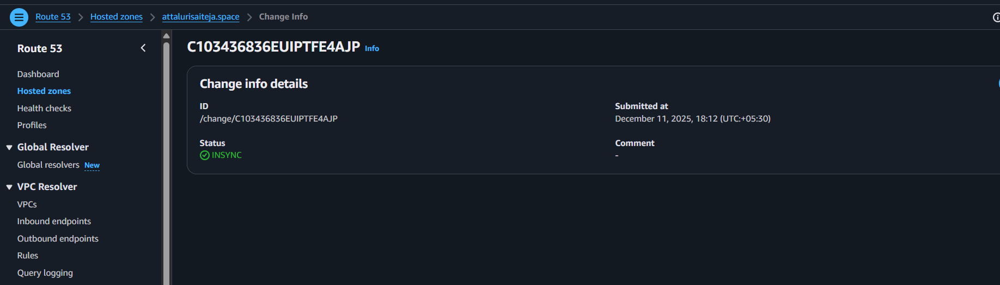 Route 53 > Hosted zones > attalurisaiteja.space > Change Info
Route 53
Dashboard
Hosted zones
Health checks
Profiles
Global Resolver
Global resolvers New
VPC Resolver
VPCs
Inbound endpoints
Outbound endpoints
Rules
Query logging
C103436836EUIPTFE4AJP Info
Change info details
ID
/change/C103436836EUIPTFE4AJP
Submitted at
December 11, 2025, 18:12 (UTC:+05:30)
Status
INSYNC
Comment
-